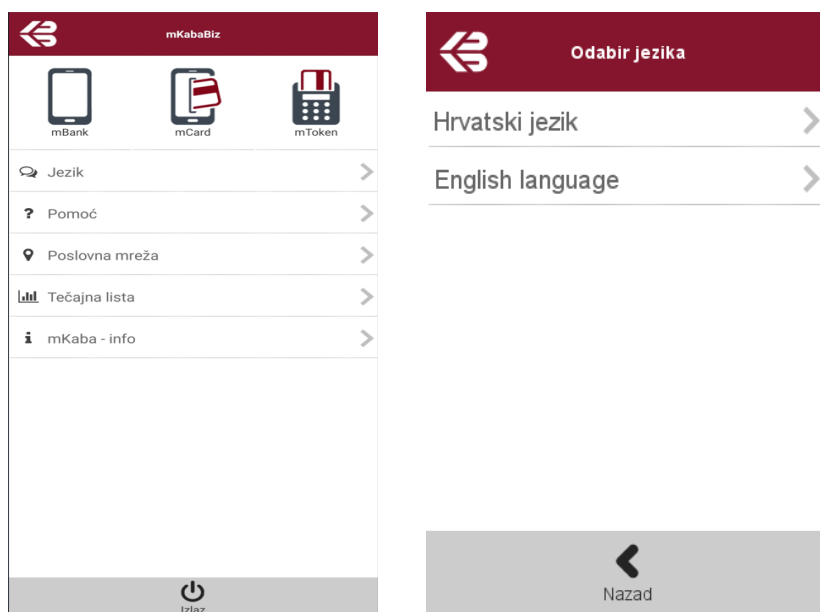 mKabaBiz
mBank
mCard
mToken
Jezik
? Pomoć
Poslovna mreža
Tečajna lista
i mKaba - info
Izlaz
Odabir jezika
Hrvatski jezik
English language
Nazad